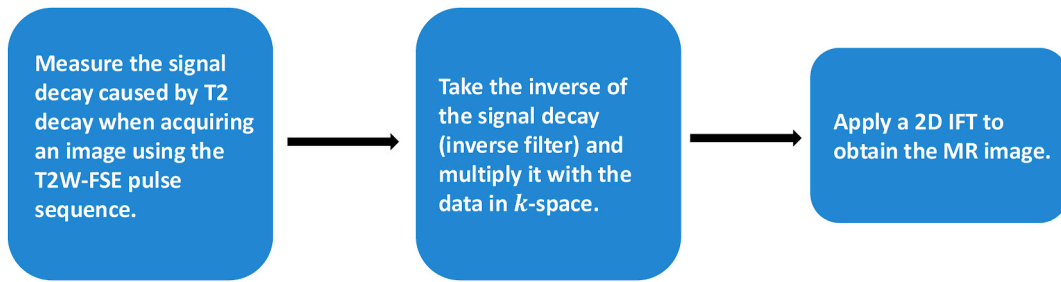 Measure the signal
decay caused by T2
decay when acquiring
an image using the
T2W-FSE pulse
sequence.
Take the inverse of
the signal decay
(inverse filter) and
multiply it with the
data in k-space.
Apply a 2D IFT to
obtain the MR image.